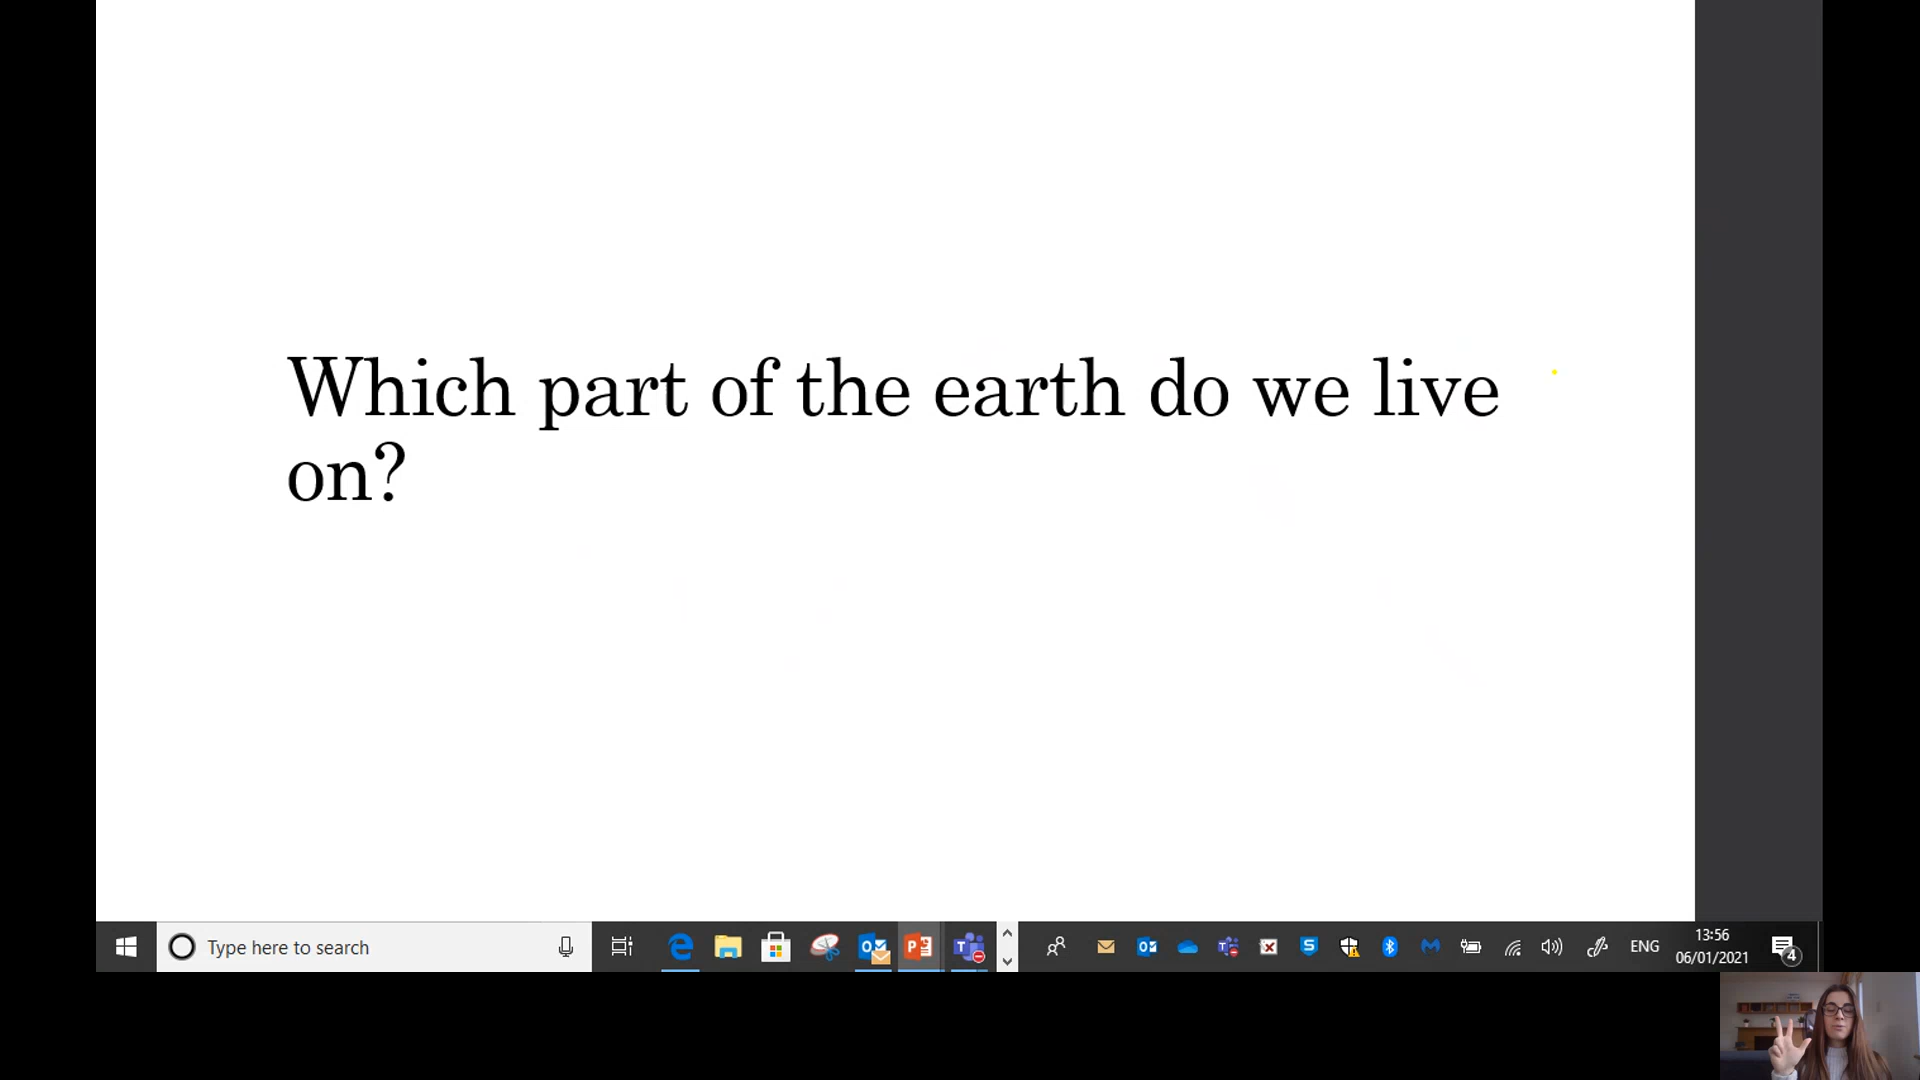 Which part of the earth do we live
on?
Type here to search
ENG
13:56
06/01/2021
4